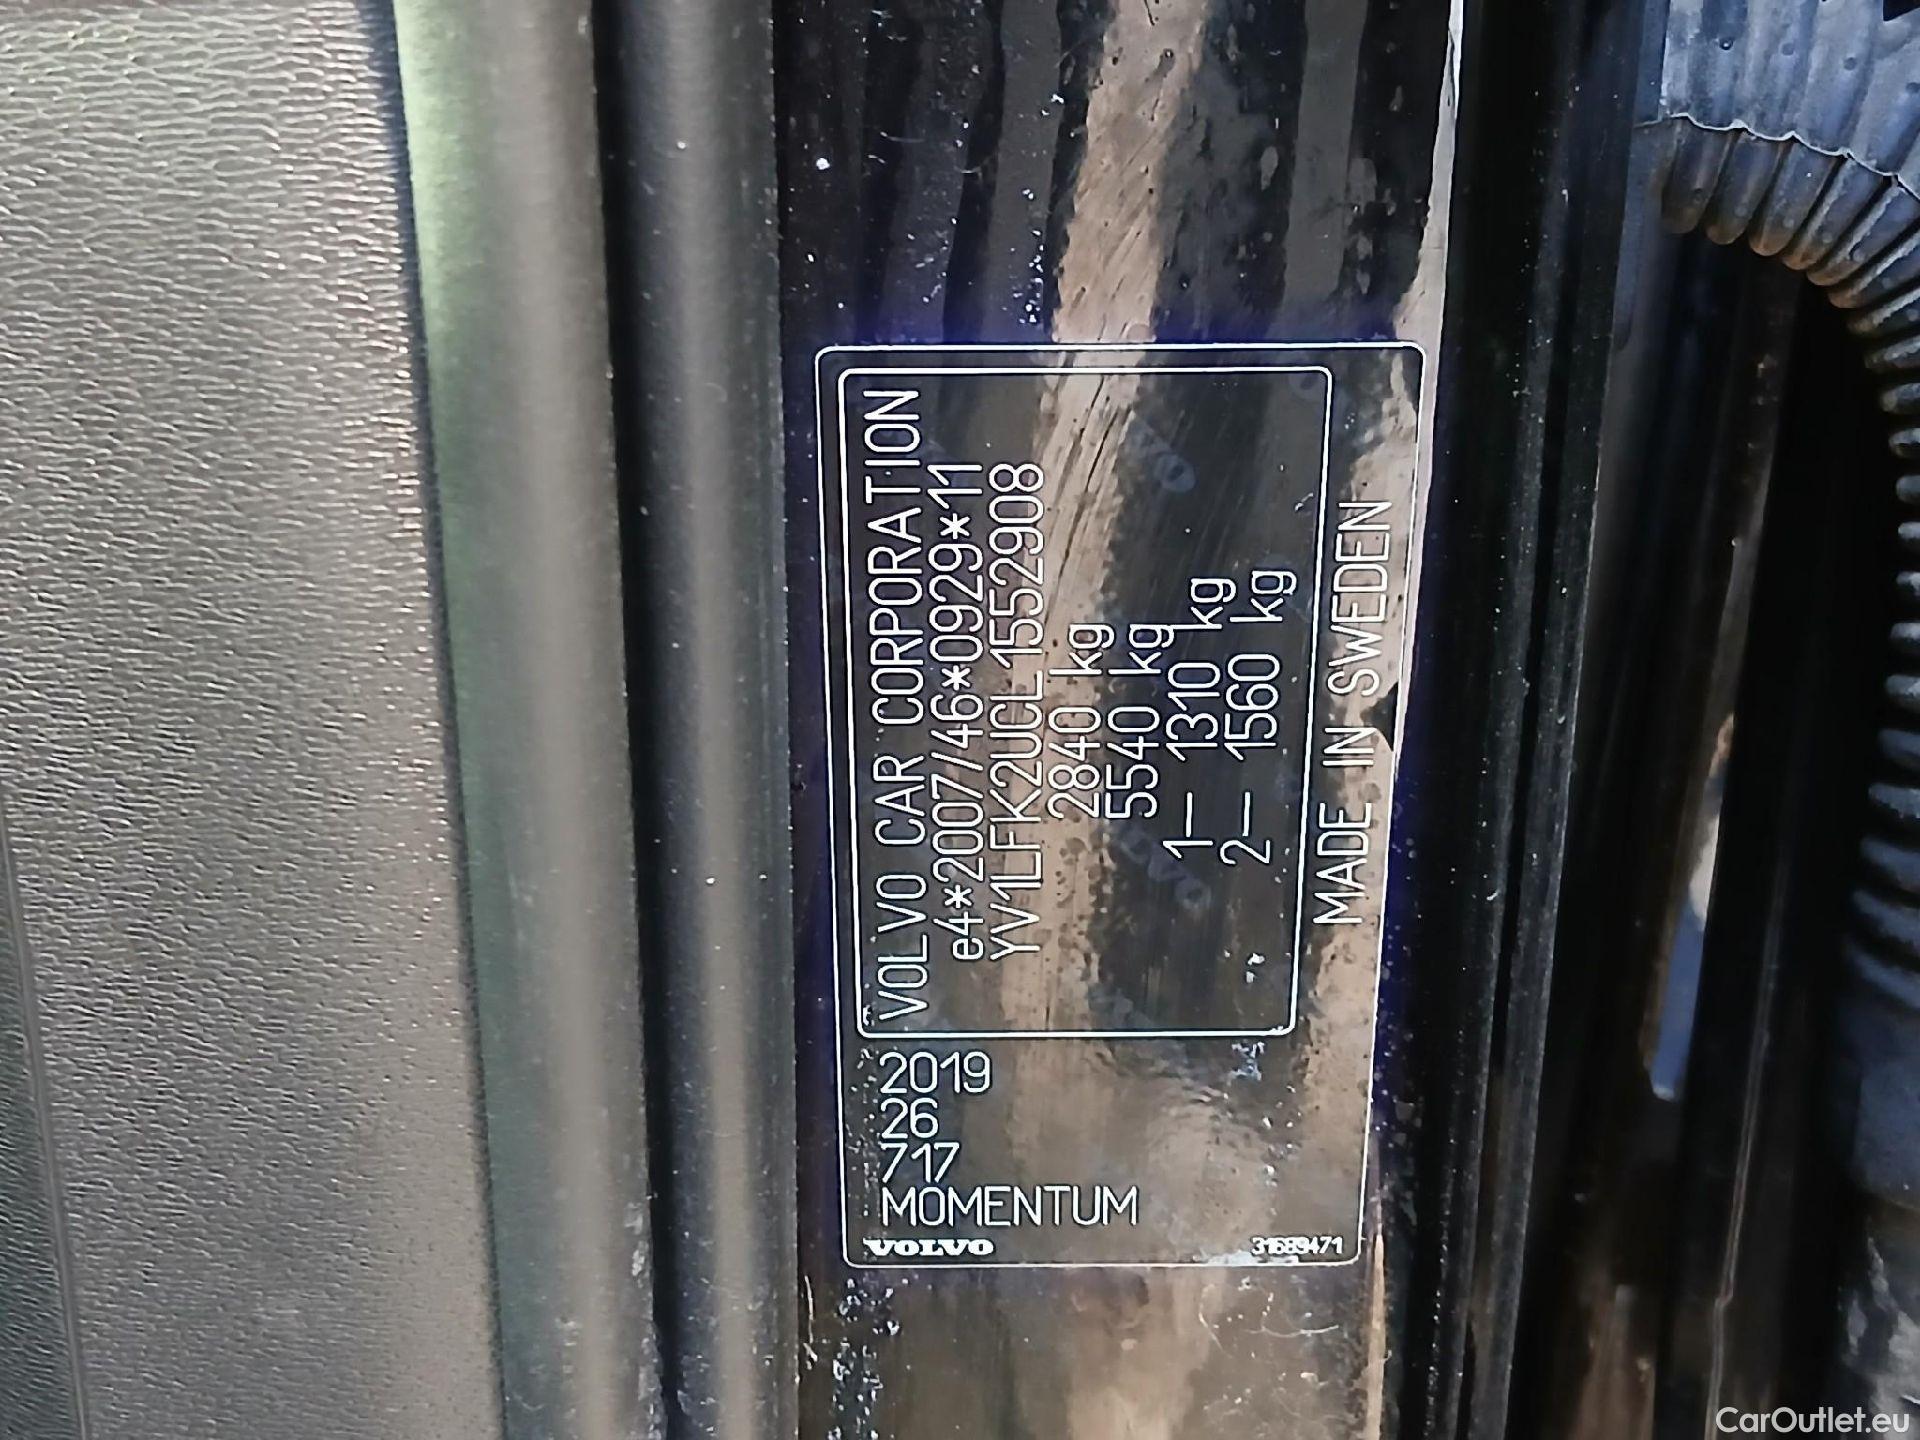 VOLVO CAR CORPORATION
e4*2007/46*0929*11
YV1LFK2UCL1552908
2840 kg
5540 kg
1– 1310 kg
2– 1560 kg
MADE IN SWEDEN
2019
26
717
MOMENTUM
VOLVO
31689471
CarOutlet.eu